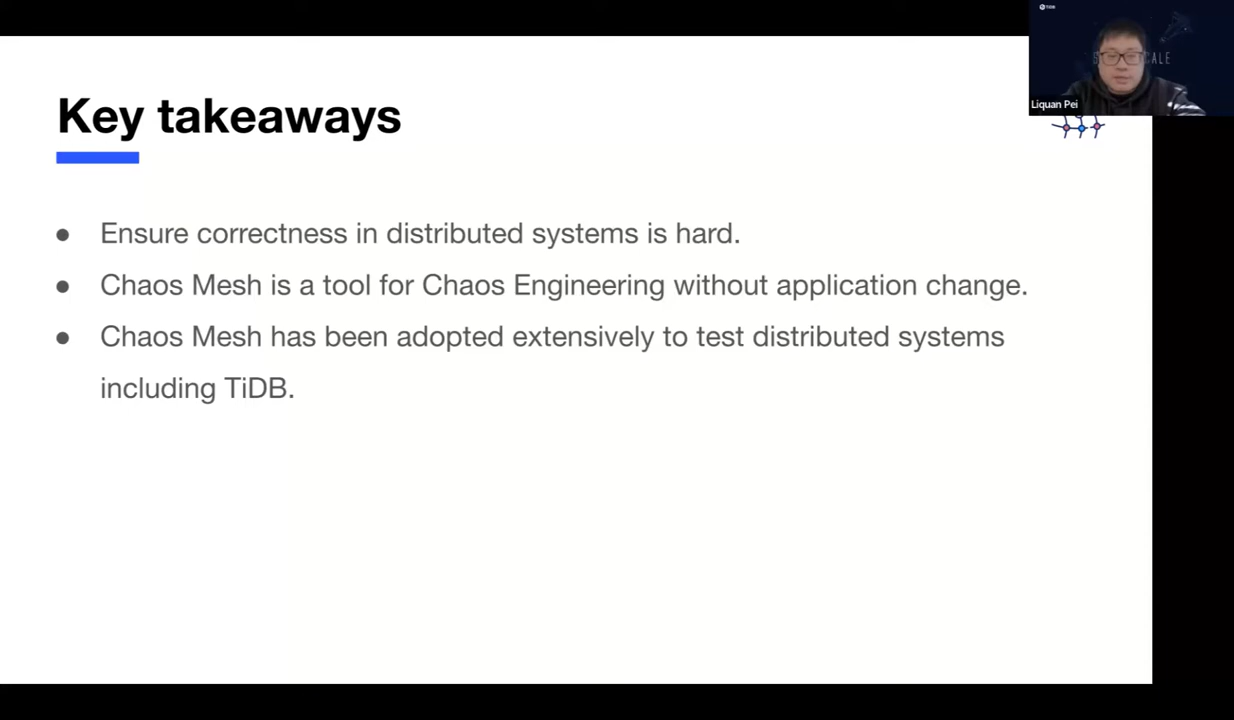 Key takeaways
● Ensure correctness in distributed systems is hard.
● Chaos Mesh is a tool for Chaos Engineering without application change.
● Chaos Mesh has been adopted extensively to test distributed systems
including TiDB.
Liquan Pei